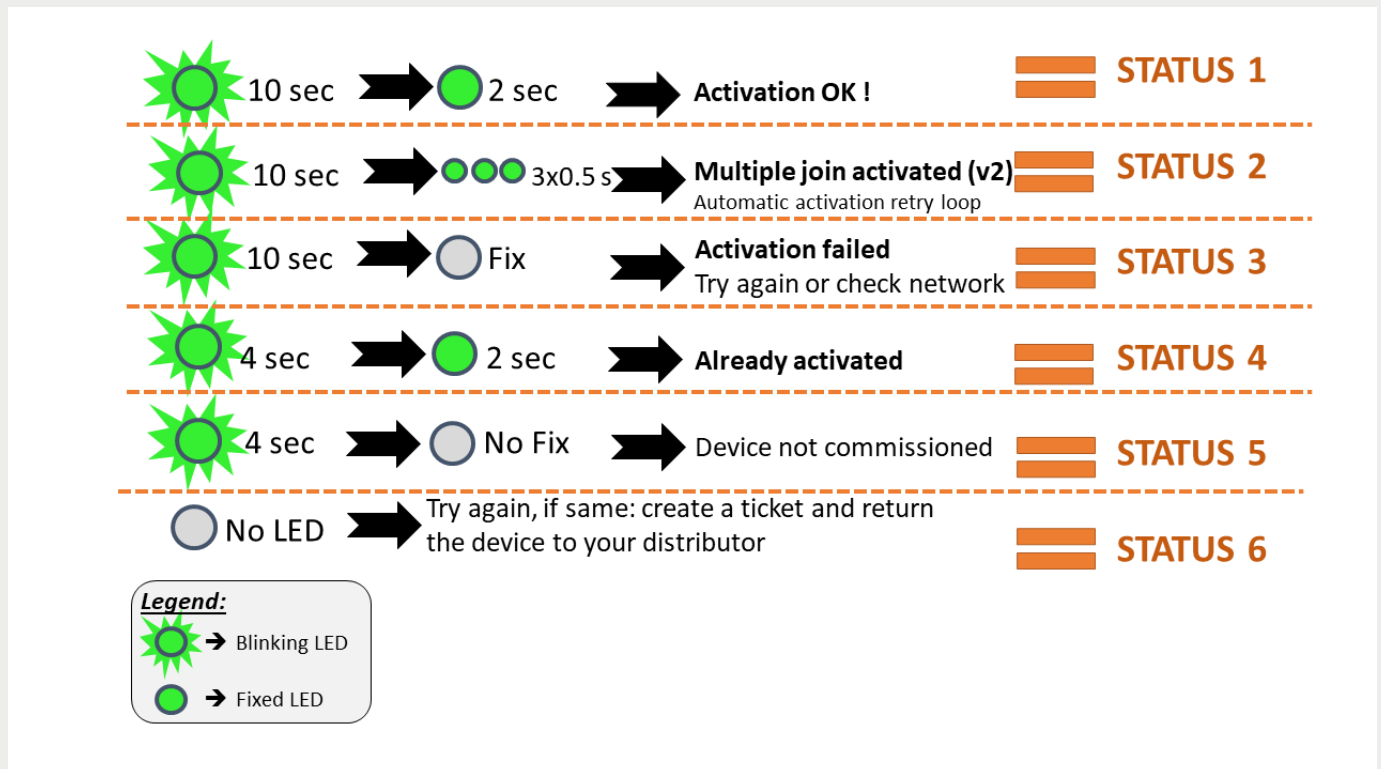 10 sec 2 sec Activation OK ! STATUS 1
10 sec 3x0.5 s Multiple join activated (v2) STATUS 2
Automatic activation retry loop
10 sec Fix Activation failed STATUS 3
Try again or check network
4 sec 2 sec Already activated STATUS 4
4 sec No Fix Device not commissioned STATUS 5
No LED Try again, if same: create a ticket and return
the device to your distributor STATUS 6
Legend:
Blinking LED
Fixed LED